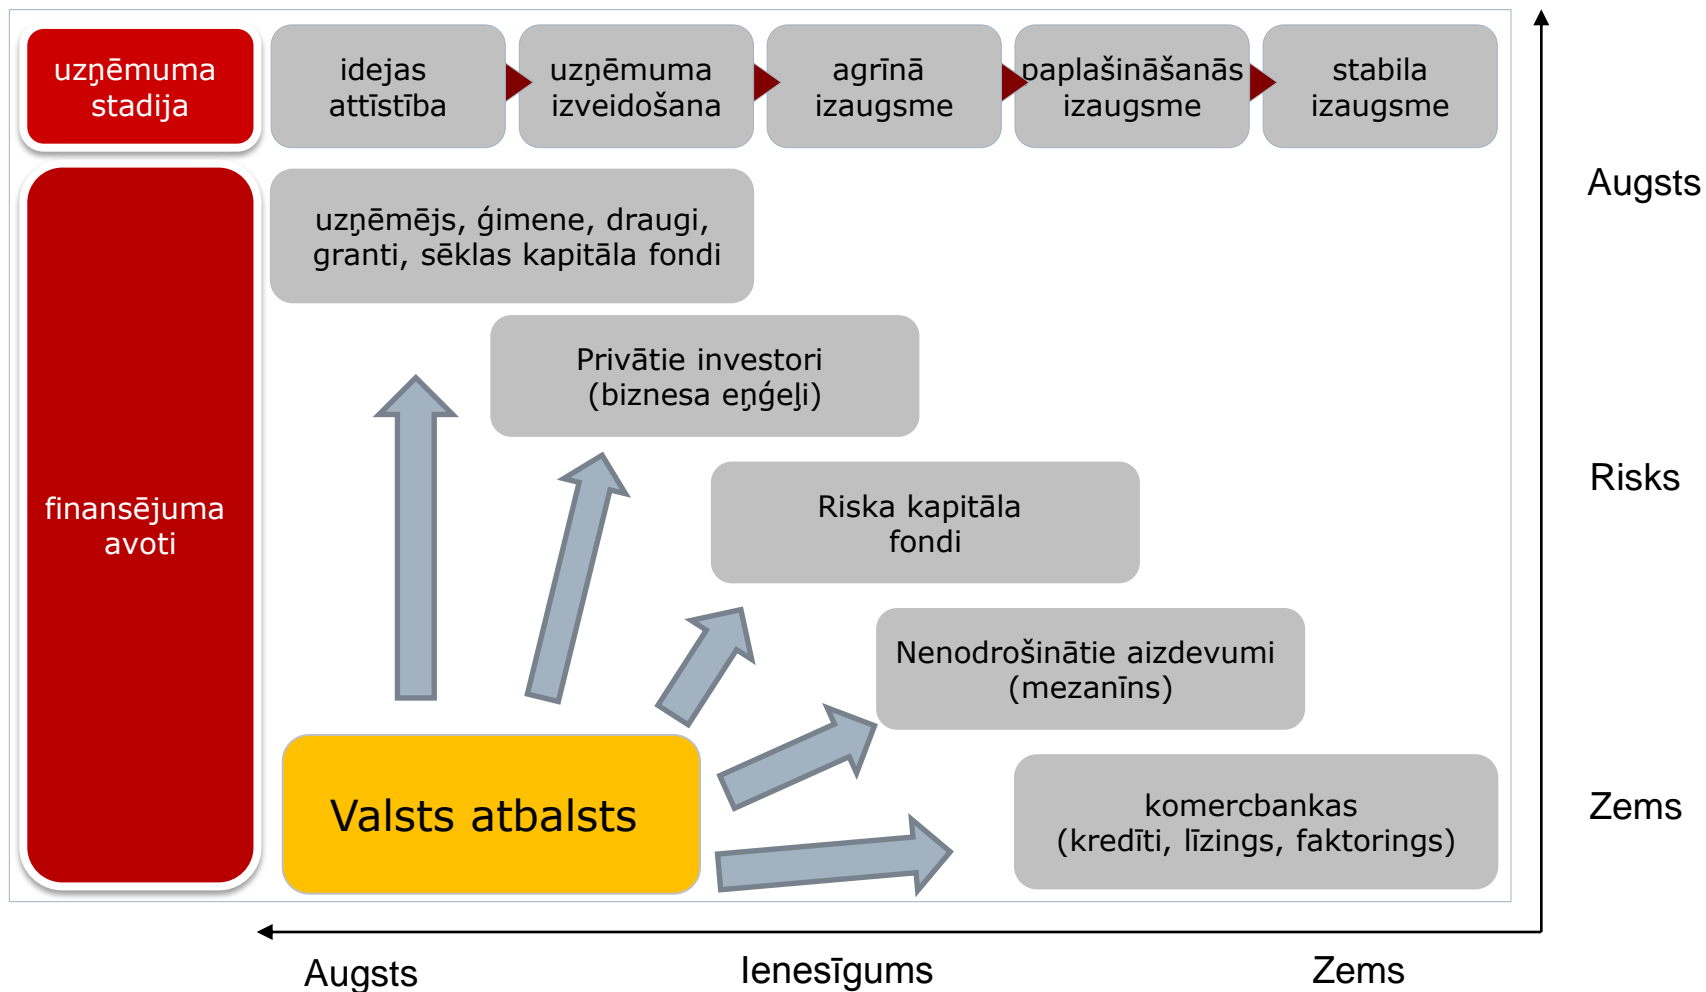 uzņēmuma
stadija
idejas
attīstība
uzņēmuma
izveidošana
agrīnā
izaugsme
paplašināšanās
izaugsme
stabila
izaugsme
Augsts
uzņēmējs, ģimene, draugi,
granti, sēklas kapitāla fondi
Privātie investori
(biznesa eņģeļi)
Risks
finansējuma
avoti
Riska kapitāla
fondi
Nenodrošinātie aizdevumi
(mezanīns)
Valsts atbalsts
komercbankas
(kredīti, līzings, faktorings)
Zems
Augsts
Ienesīgums
Zems